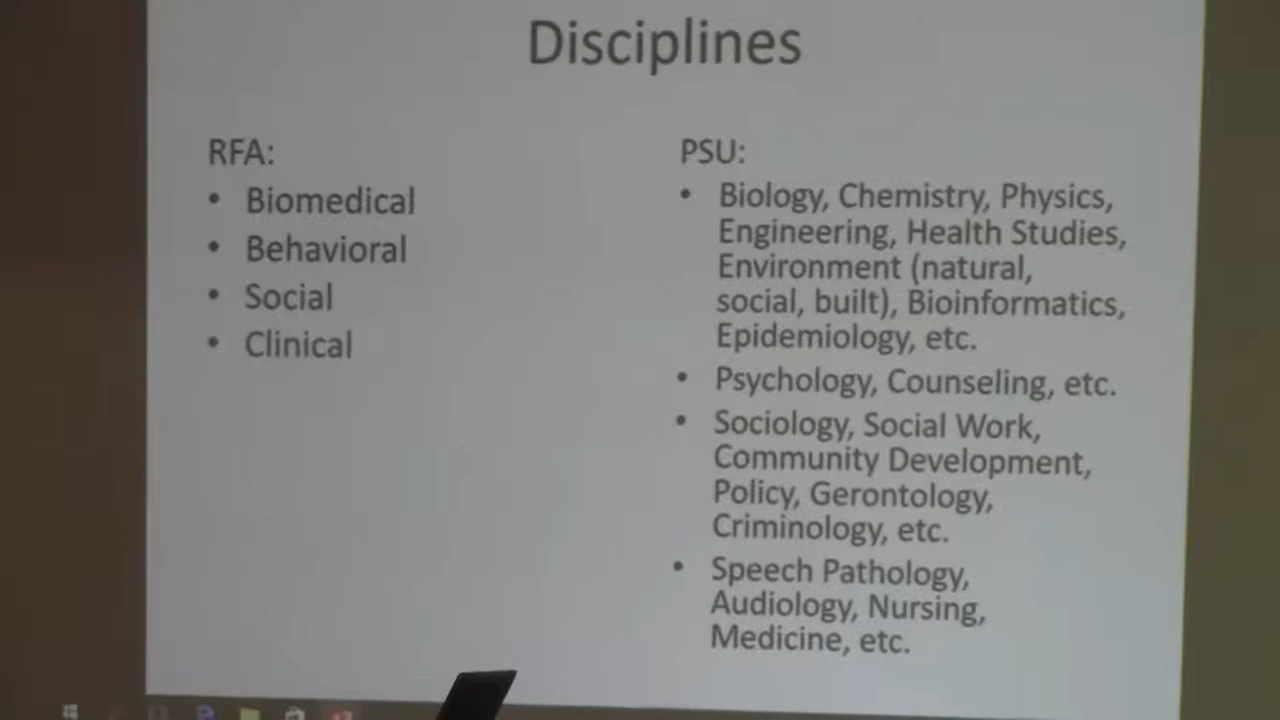 Disciplines
RFA:
• Biomedical
• Behavioral
• Social
• Clinical
PSU:
• Biology, Chemistry, Physics,
Engineering, Health Studies,
Environment (natural,
social, built), Bioinformatics,
Epidemiology, etc.
• Psychology, Counseling, etc.
• Sociology, Social Work,
Community Development,
Policy, Gerontology,
Criminology, etc.
• Speech Pathology,
Audiology, Nursing,
Medicine, etc.